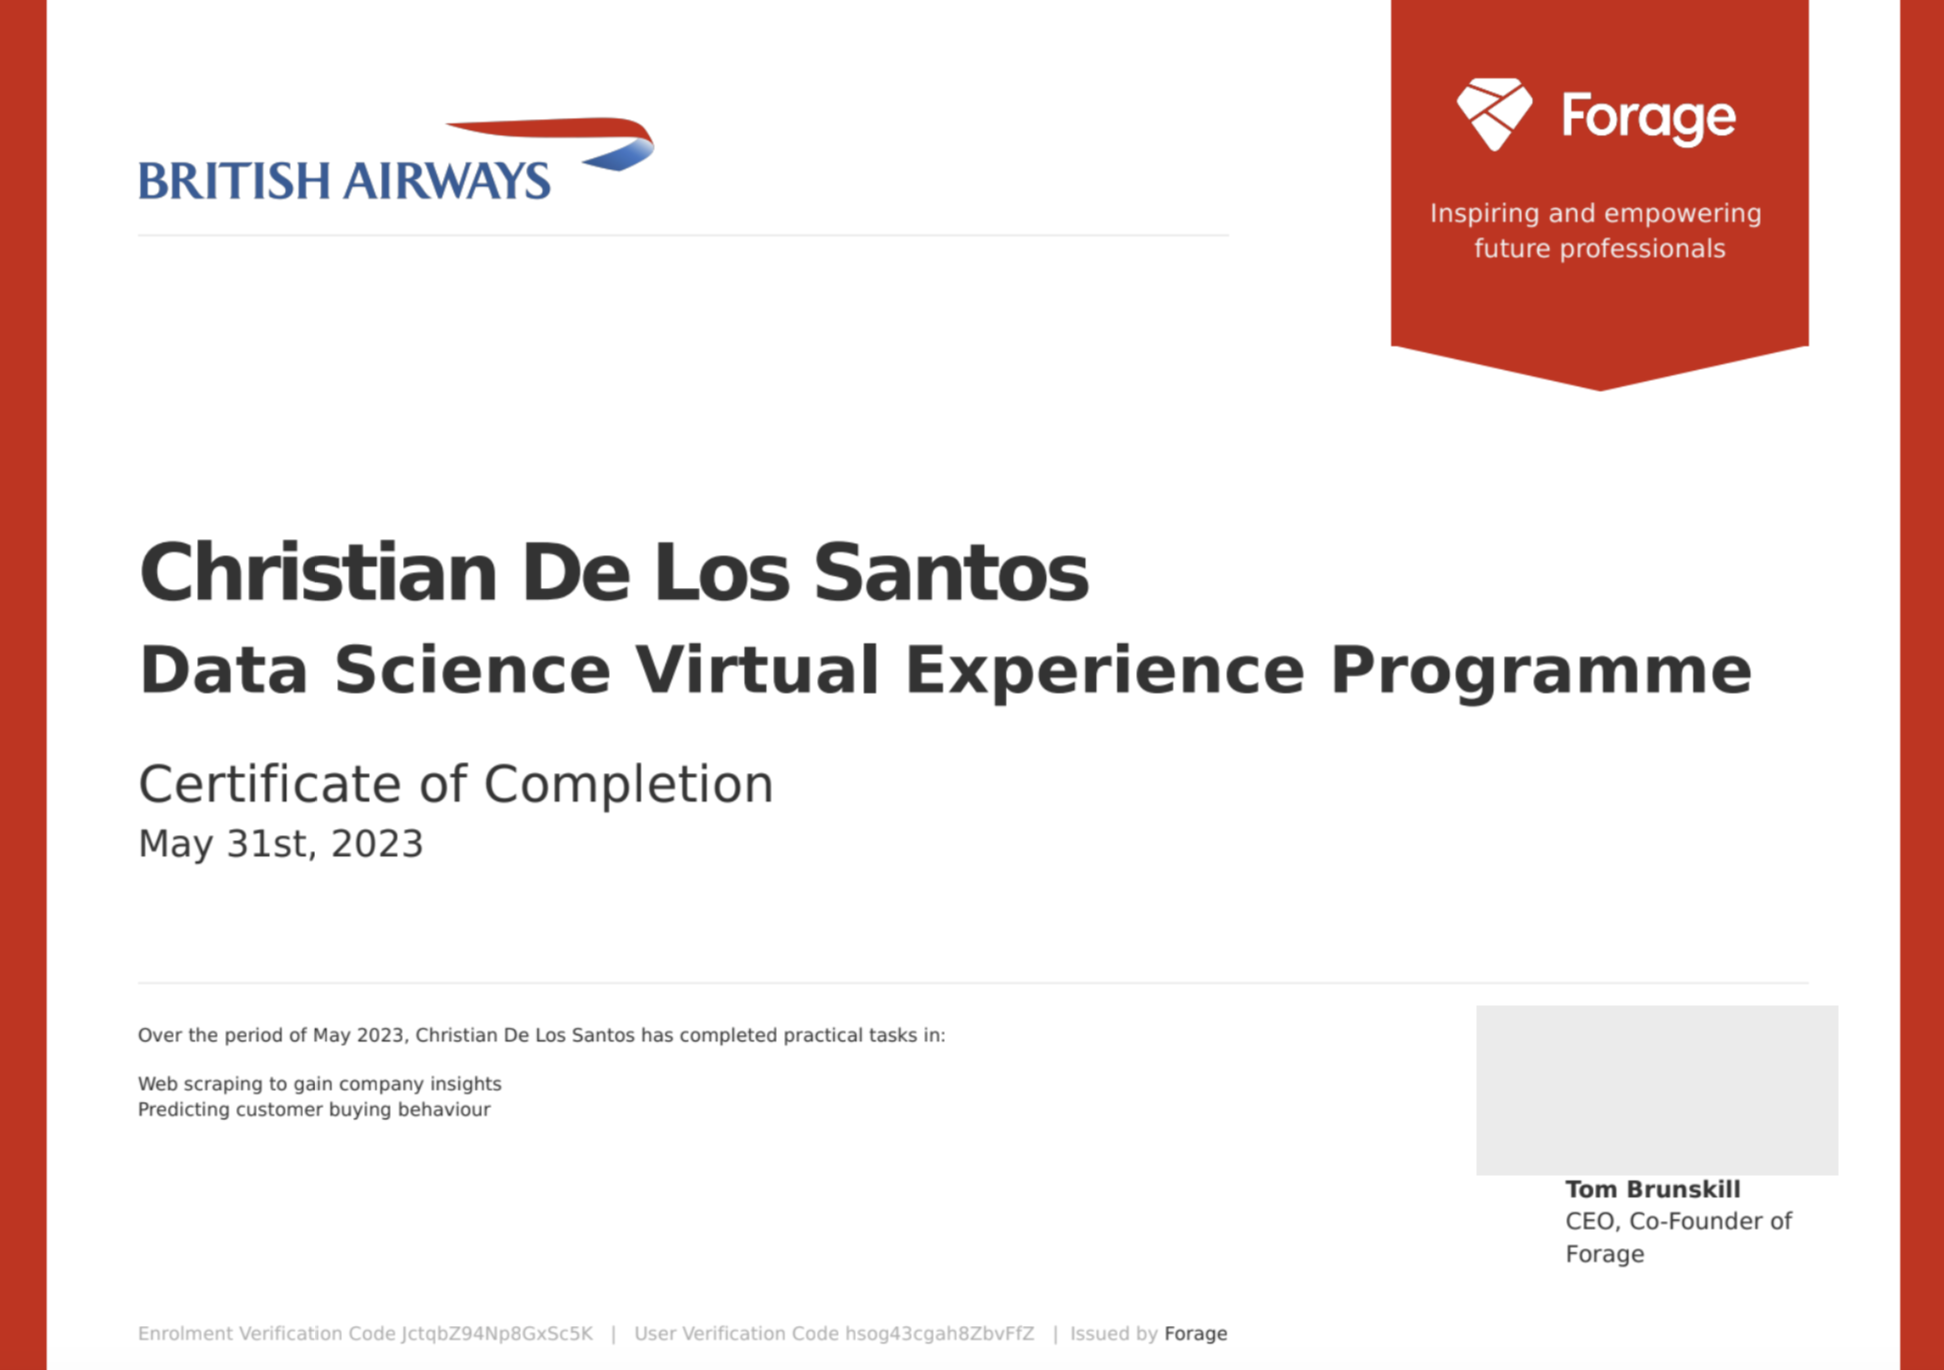 BRITISH AIRWAYS
Forage
Inspiring and empowering
future professionals
Christian De Los Santos
Data Science Virtual Experience Programme
Certificate of Completion
May 31st, 2023
Over the period of May 2023, Christian De Los Santos has completed practical tasks in:
Web scraping to gain company insights
Predicting customer buying behaviour
Tom Brunskill
CEO, Co-Founder of
Forage
Enrolment Verification Code JctqbZ94Np8GxSc5K | User Verification Code hsog43cgah8ZbvFfZ | Issued by Forage